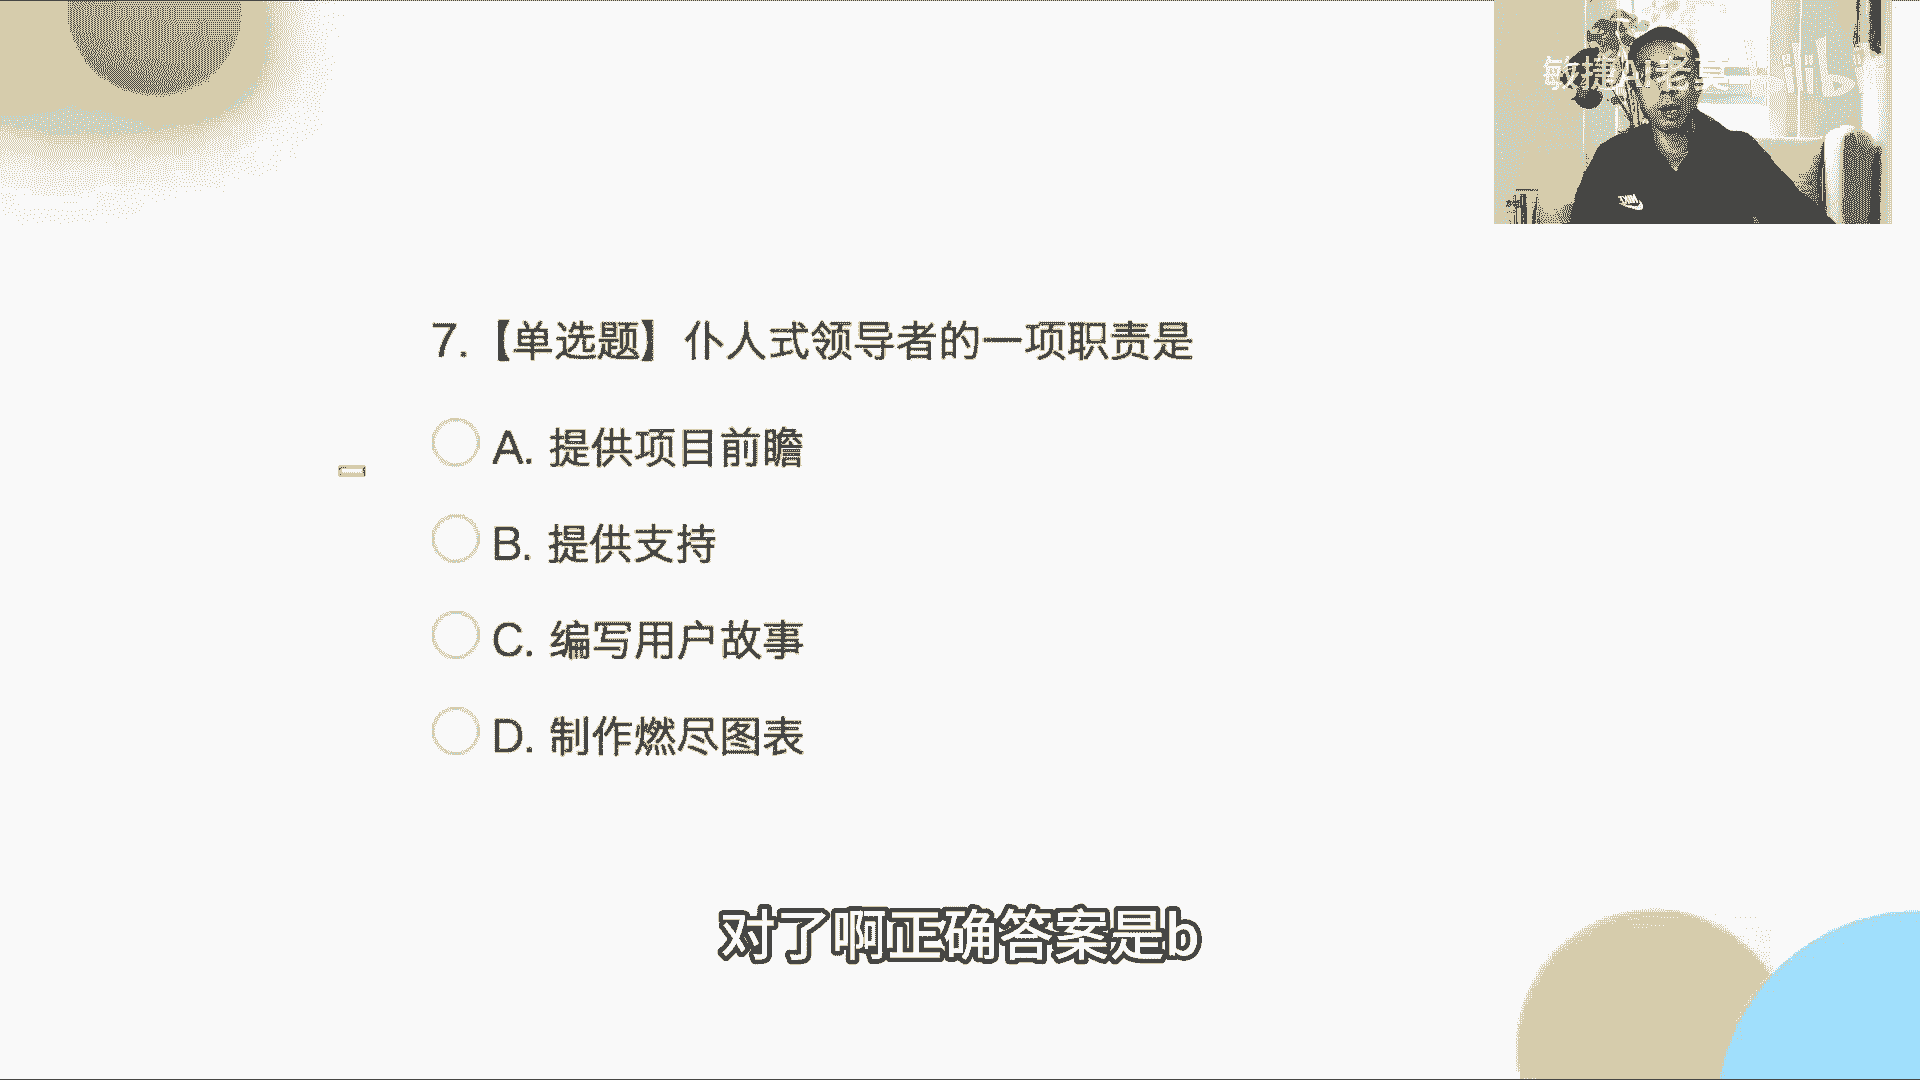 敏捷AI老莫 bilibili
7.【单选题】仆人式领导者的一项职责是
A. 提供项目前瞻
B. 提供支持
C. 编写用户故事
D. 制作燃尽图表
对了啊正确答案是b